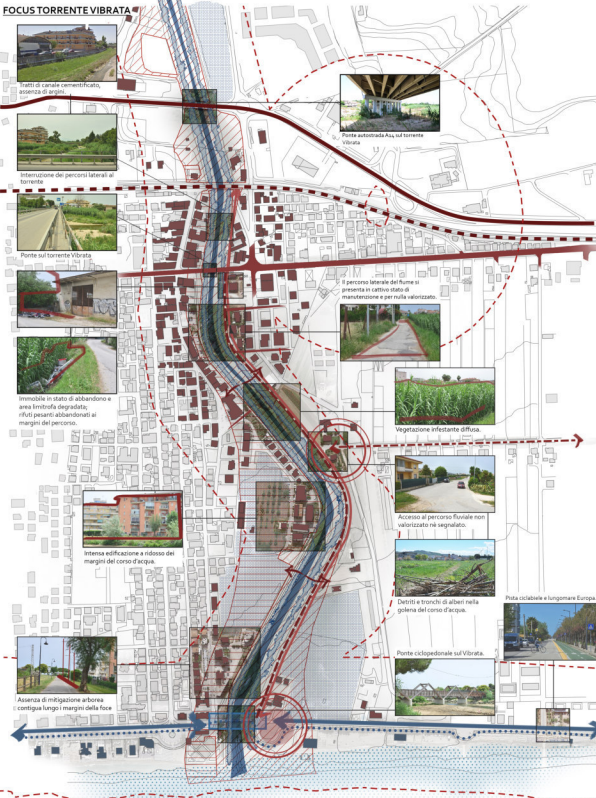 FOCUS TORRENTE VIBRATA
Tratti di canale cementificato,
assenza di argini.
Ponte autostrada A14 sul torrente
Vibrata
Interruzione dei percorsi laterali al
torrente
Ponte sul torrente Vibrata
Il percorso laterale del fiume si
presenta in cattivo stato di
manutenzione e per nulla valorizzato.
Immobile in stato di abbandono e
area limitrofa degradata;
rifiuti pesanti abbandonati ai
margini del percorso.
Vegetazione infestante diffusa.
Accesso al percorso fluviale non
valorizzato nè segnalato.
Intensa edificazione a ridosso dei
margini del corso d'acqua.
Detriti e tronchi di alberi nella
golena del corso d'acqua.
Pista ciclabiele e lungomare Europa.
Ponte ciclopedonale sul Vibrata.
Assenza di mitigazione arborea
contigua lungo i margini della foce